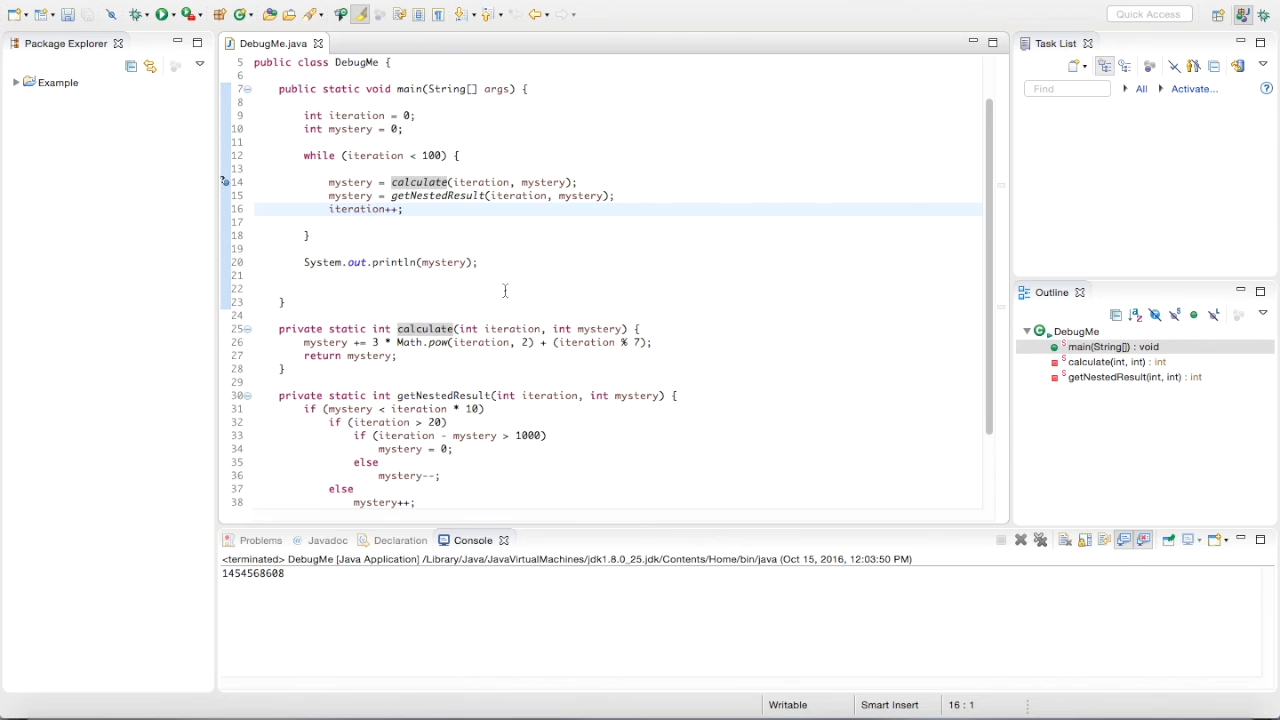 Quick Access
Package Explorer
Example
DebugMe.java
5 public class DebugMe {
6
7 public static void main(String[] args) {
8
9 int iteration = 0;
10 int mystery = 0;
11
12 while (iteration < 100) {
13
14 mystery = calculate(iteration, mystery);
15 mystery = getNestedResult(iteration, mystery);
16 iteration++;
17
18 }
19
20 System.out.println(mystery);
21
22
23 }
24
25 private static int calculate(int iteration, int mystery) {
26 mystery += 3 * Math.pow(iteration, 2) + (iteration % 7);
27 return mystery;
28 }
29
30 private static int getNestedResult(int iteration, int mystery) {
31 if (mystery < iteration * 10)
32 if (iteration > 20)
33 if (iteration - mystery > 1000)
34 mystery = 0;
35 else
36 mystery--;
37 else
38 mystery++;
Task List
Find
All
Activate...
Outline
DebugMe
main(String[]) : void
calculate(int, int) : int
getNestedResult(int, int) : int
Problems
Javadoc
Declaration
Console
<terminated> DebugMe [Java Application] /Library/Java/JavaVirtualMachines/jdk1.8.0_25.jdk/Contents/Home/bin/java (Oct 15, 2016, 12:03:50 PM)
1454568608
Writable
Smart Insert
16 : 1